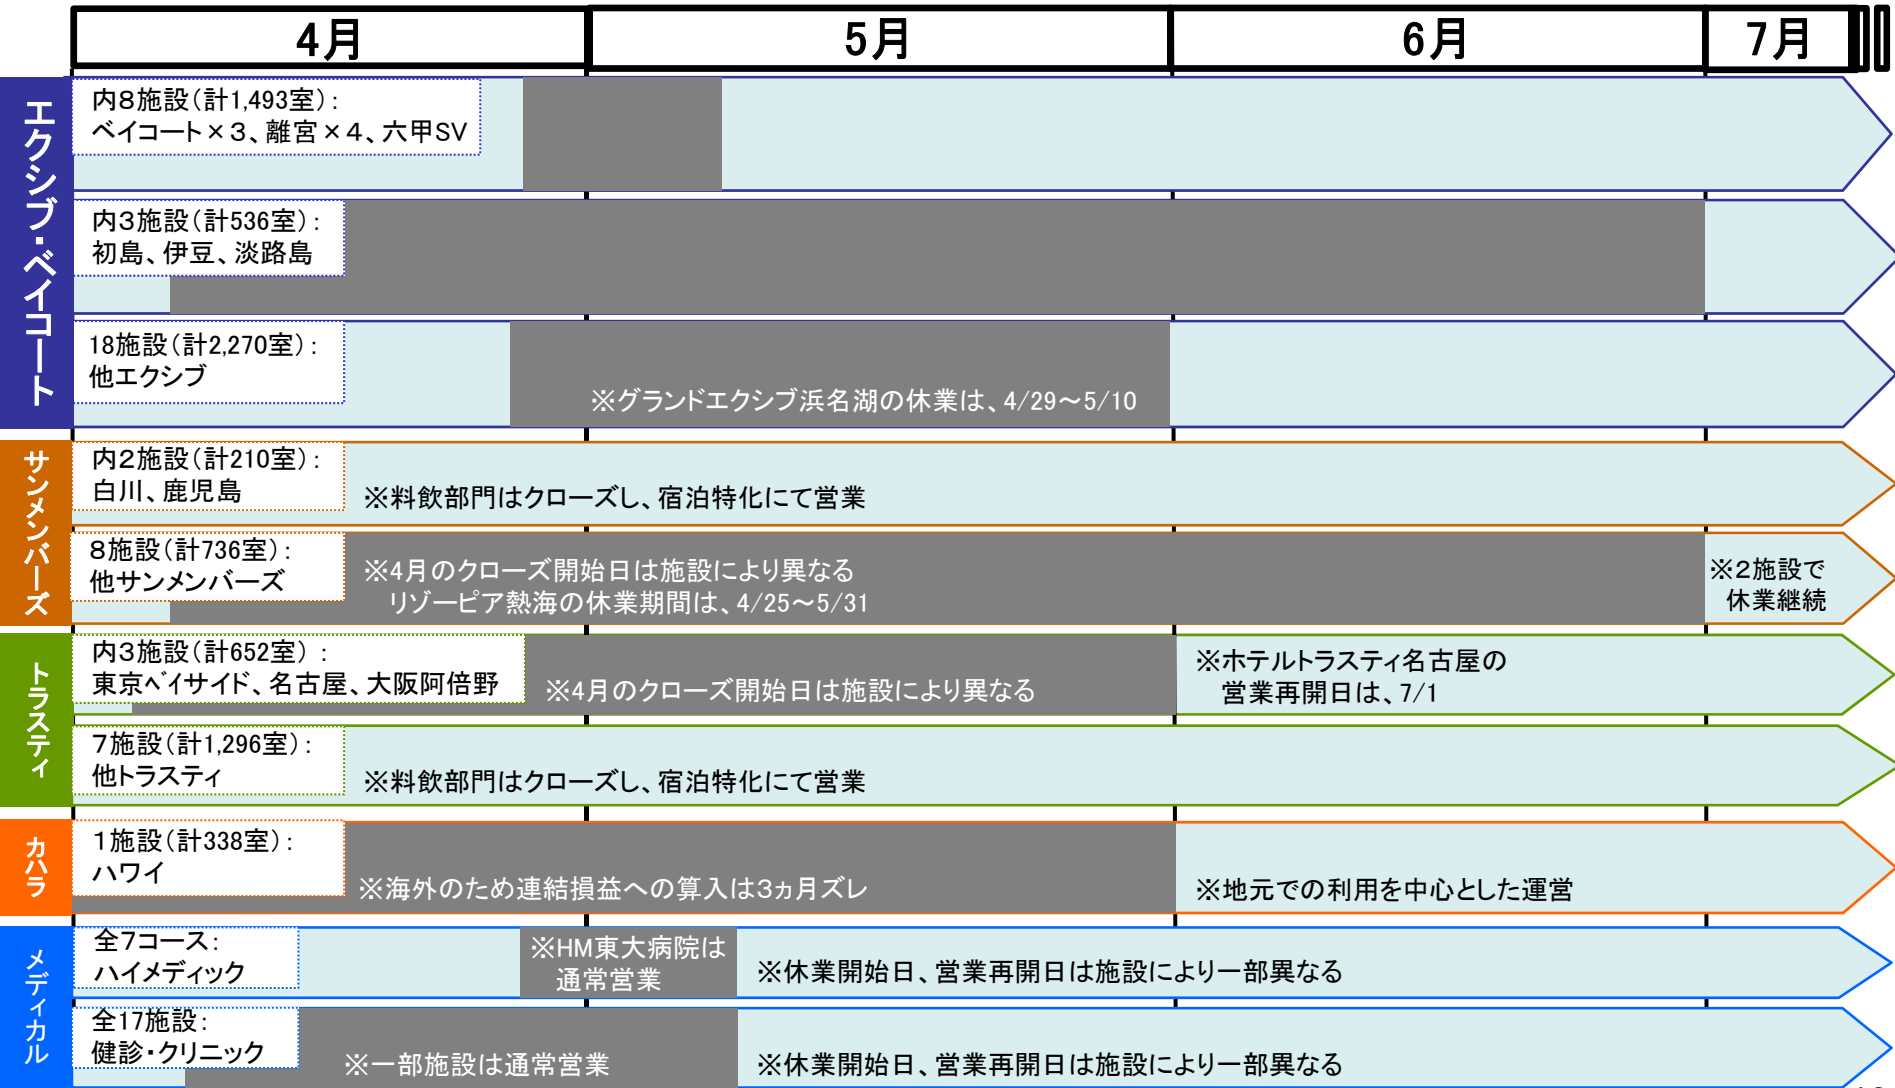 4月
5月
6月
7月
エクシブ・ベイコート
内8施設(計1,493室)：
ベイコート×3、離宮×4、六甲SV
内3施設(計536室)：
初島、伊豆、淡路島
18施設(計2,270室)：
他エクシブ
※グランドエクシブ浜名湖の休業は、4/29～5/10
サンメンバーズ
内2施設(計210室)：
白川、鹿児島
※料飲部門はクローズし、宿泊特化にて営業
8施設(計736室)：
他サンメンバーズ
※4月のクローズ開始日は施設により異なる
リゾーピア熱海の休業期間は、4/25～5/31
※2施設で
休業継続
トラスティ
内3施設(計652室)：
東京ベイサイド、名古屋、大阪阿倍野
※4月のクローズ開始日は施設により異なる
※ホテルトラスティ名古屋の
営業再開日は、7/1
7施設(計1,296室)：
他トラスティ
※料飲部門はクローズし、宿泊特化にて営業
カハラ
1施設(計338室)：
ハワイ
※海外のため連結損益への算入は3ヵ月ズレ
※地元での利用を中心とした運営
メディカル
全7コース：
ハイメディック
※HM東大病院は
通常営業
※休業開始日、営業再開日は施設により一部異なる
全17施設：
健診・クリニック
※一部施設は通常営業
※休業開始日、営業再開日は施設により一部異なる